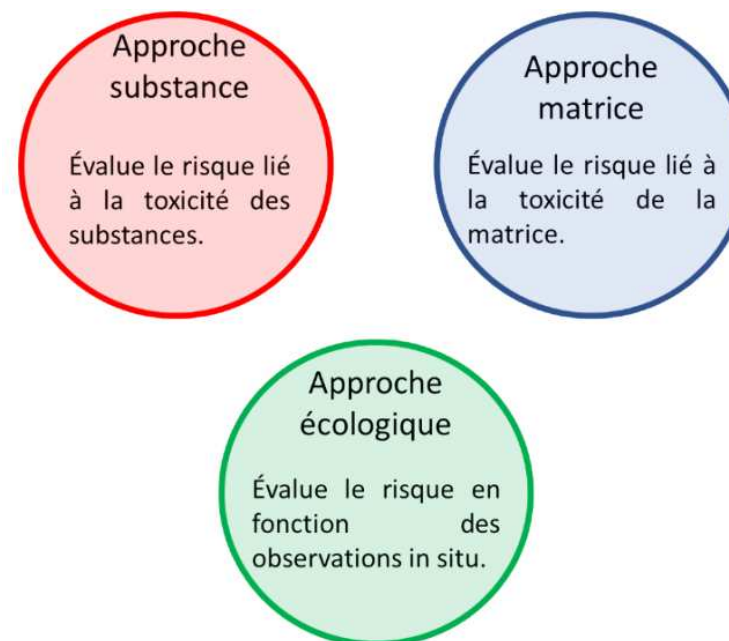 Approche
substance
Évalue le risque lié
à la toxicité des
substances.
Approche
matrice
Évalue le risque lié à
la toxicité de la
matrice.
Approche
écologique
Évalue le risque en
fonction des
observations in situ.